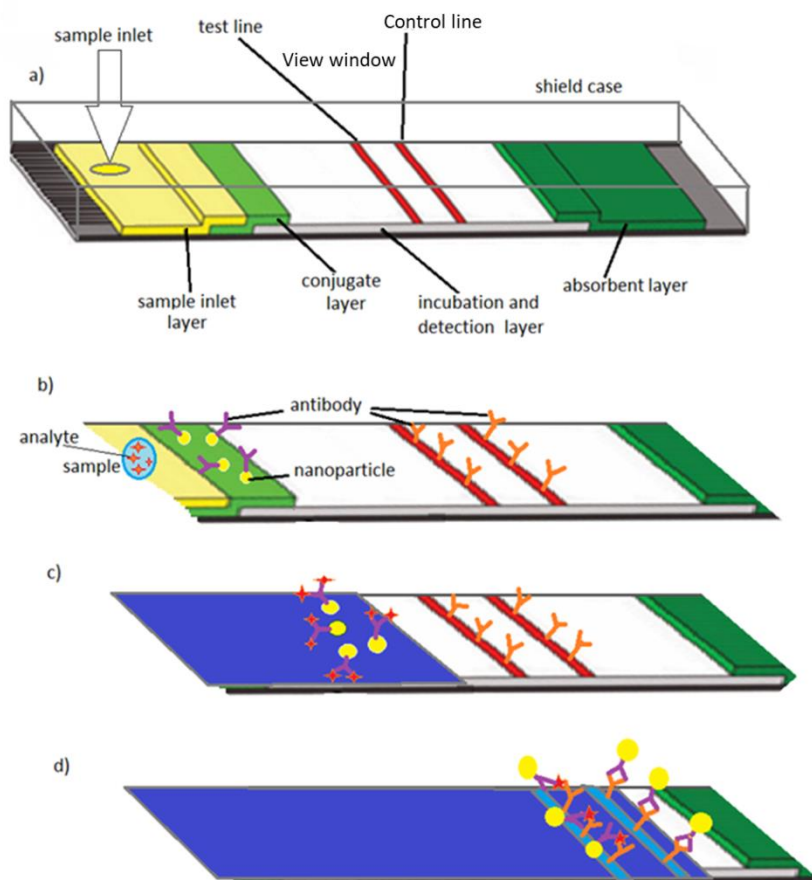 sample inlet
test line
Control line
View window
a)
shield case
sample inlet
layer
conjugate
layer
incubation and
detection layer
absorbent layer
b)
antibody
analyte
sample
nanoparticle
c)
d)